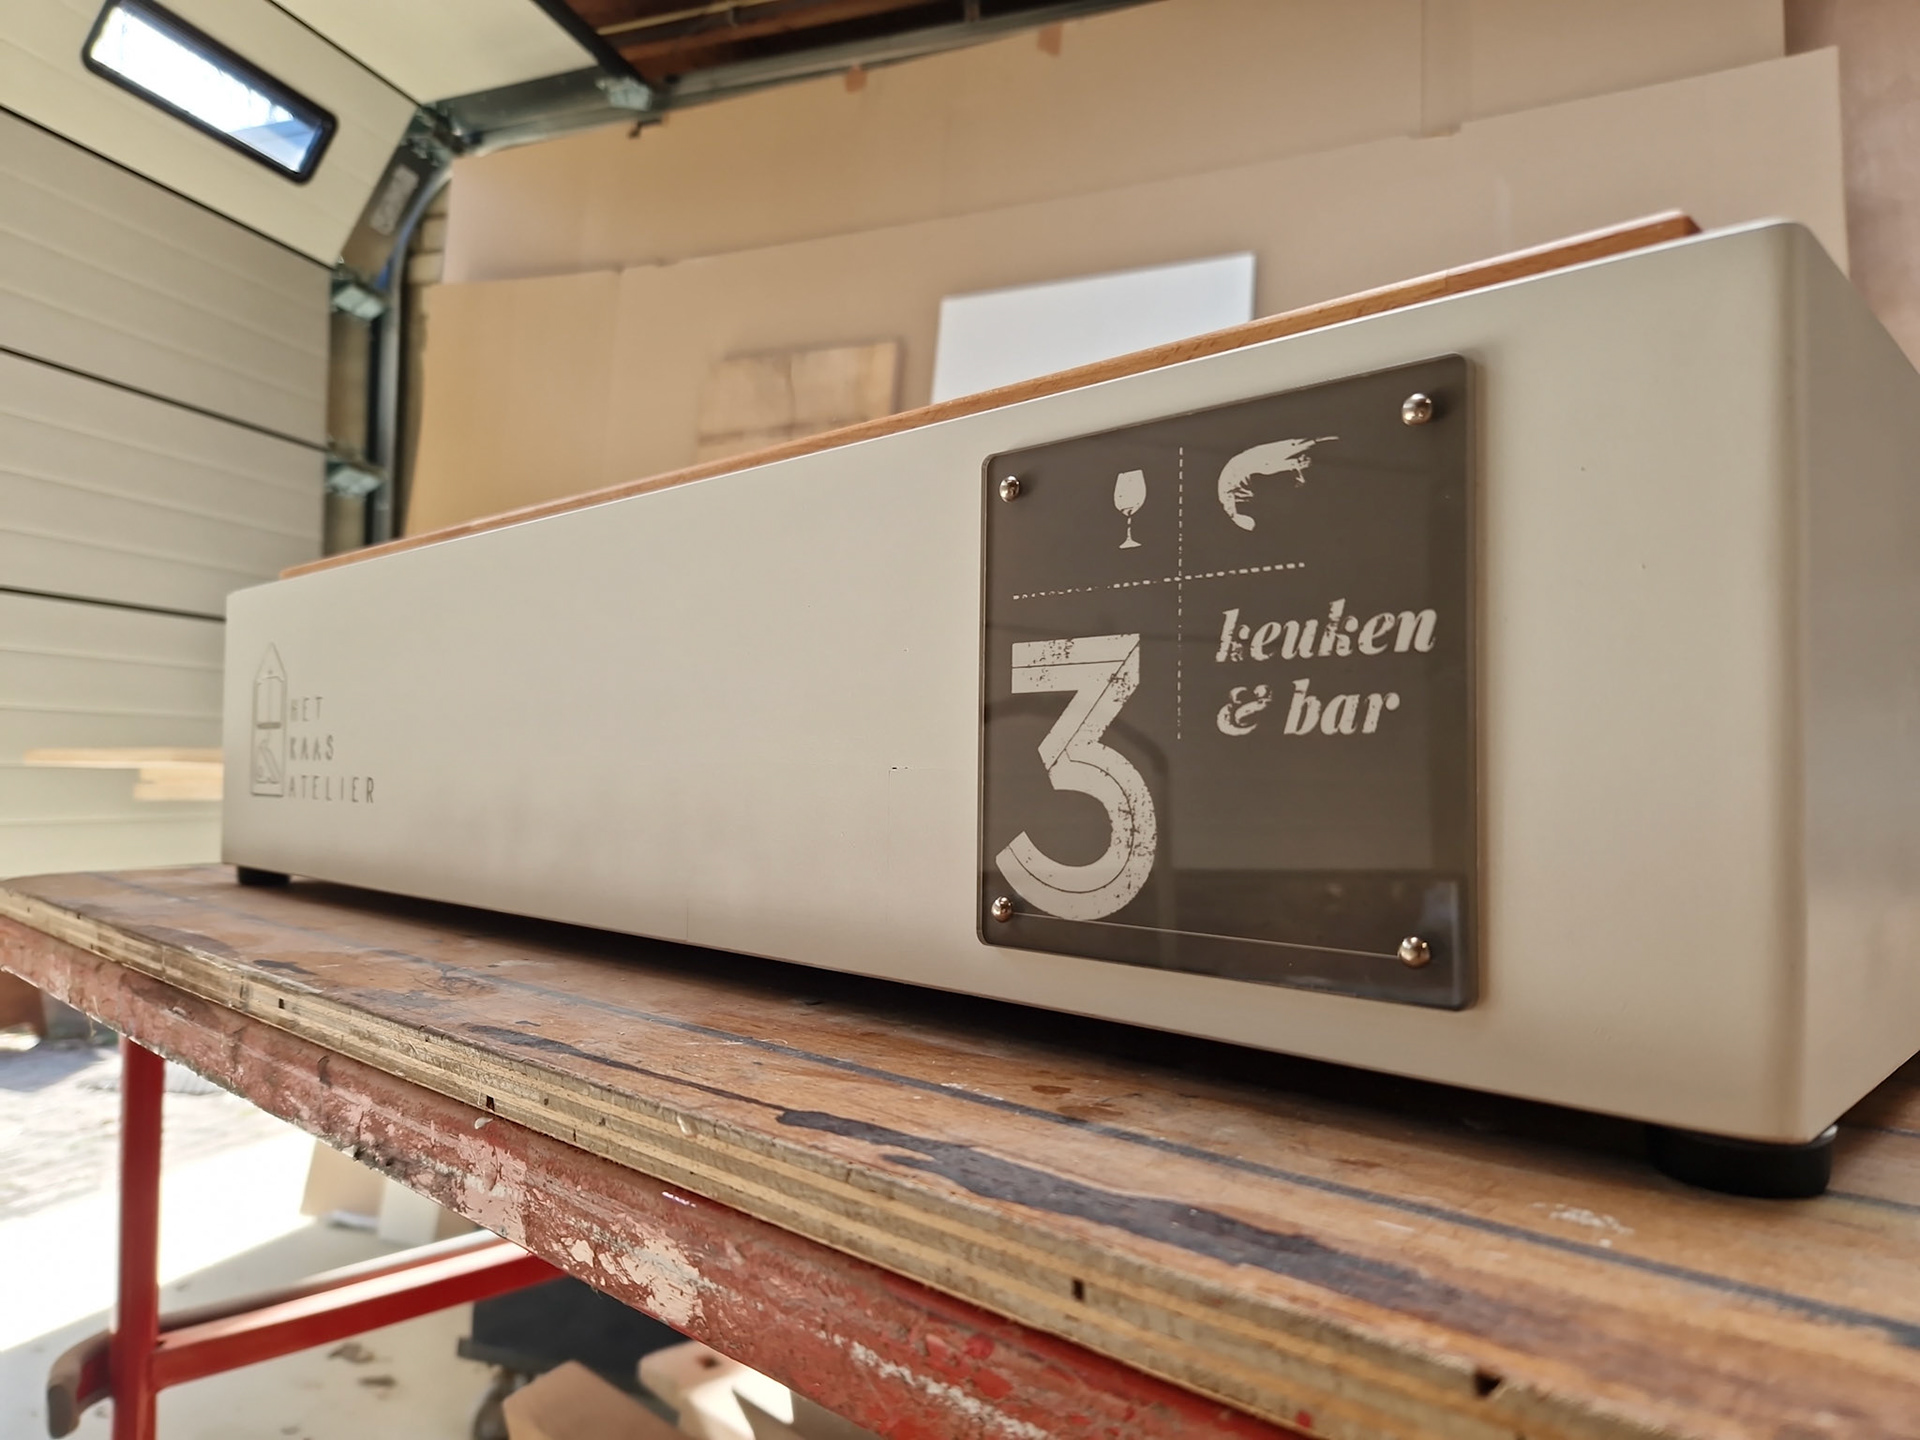 HET
KAAS
ATELIER
3
keuken
& bar